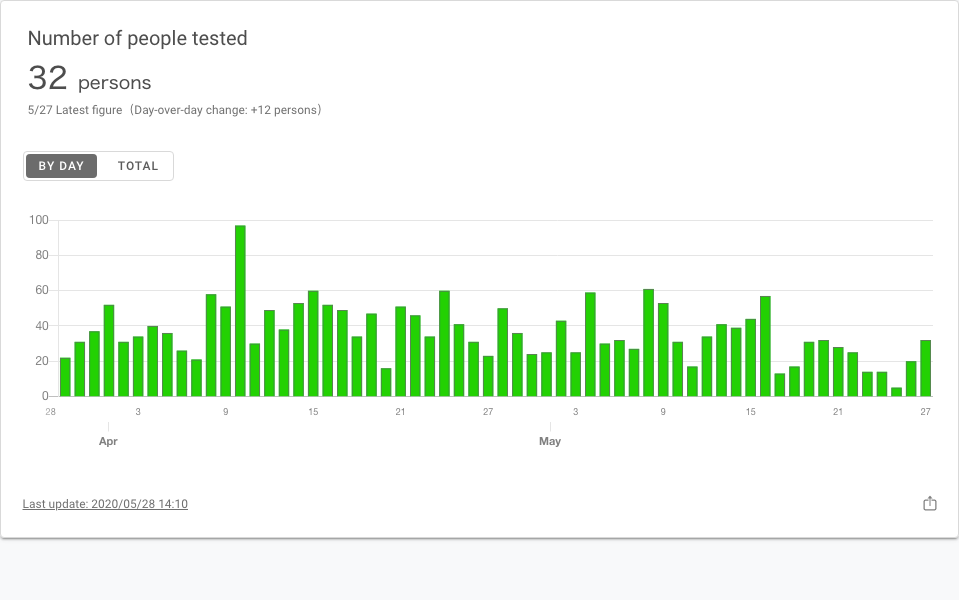 Number of people tested
32 persons
5/27 Latest figure（Day-over-day change: +12 persons）
BY DAY TOTAL
100
80
60
40
20
0
28 3 9 15 21 27 3 9 15 21 27
Apr May
Last update: 2020/05/28 14:10